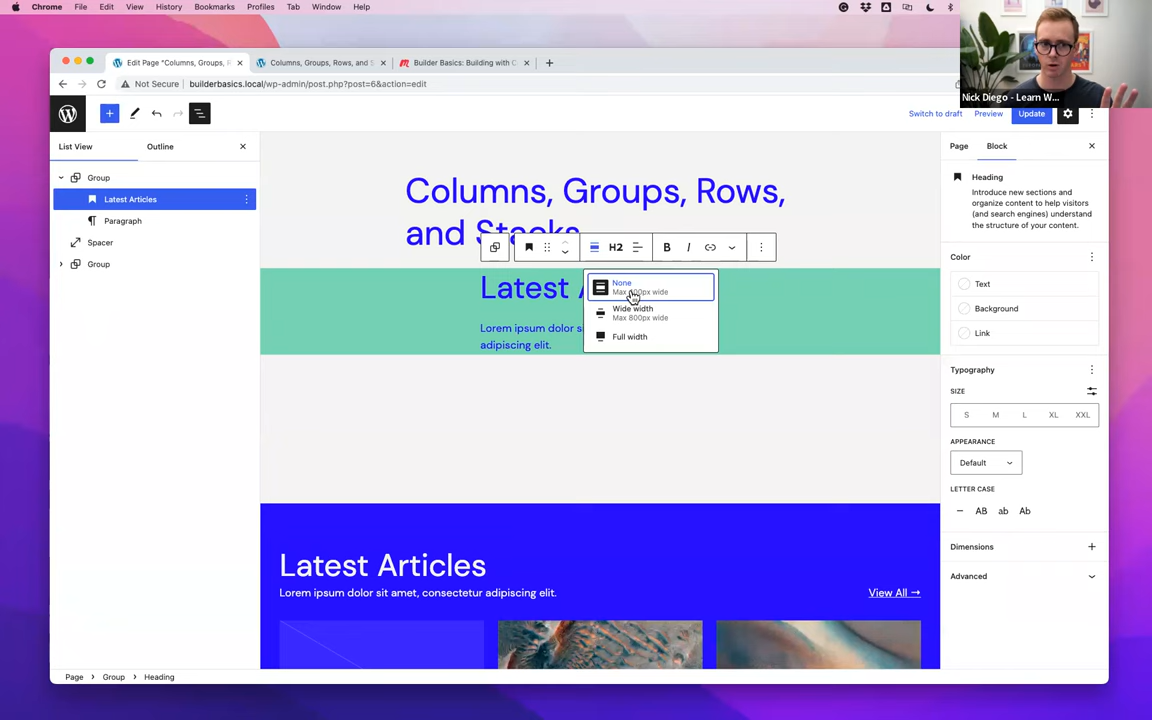 Chrome File Edit View History Bookmarks Profiles Tab Window Help
Nick Diego - Learn W...
Edit Page "Columns, Groups, R
Columns, Groups, Rows, and S
Builder Basics: Building with C
Not Secure builderbasics.local/wp-admin/post.php?post=6&action=edit
Switch to draft Preview Update
List View Outline
Group
Latest Articles
Paragraph
Spacer
Group
Columns, Groups, Rows,
and Stacks
H2 B I
Latest
None
Wide width
Max 800px wide
Full width
Lorem ipsum dolor si
adipiscing elit.
Latest Articles
Lorem ipsum dolor sit amet, consectetur adipiscing elit.
View All →
Page Block
Heading
Introduce new sections and
organize content to help visitors
(and search engines) understand
the structure of your content.
Color
Text
Background
Link
Typography
SIZE
S M L XL XXL
APPEARANCE
Default
LETTER CASE
– AB ab Ab
Dimensions
Advanced
Page > Group > Heading